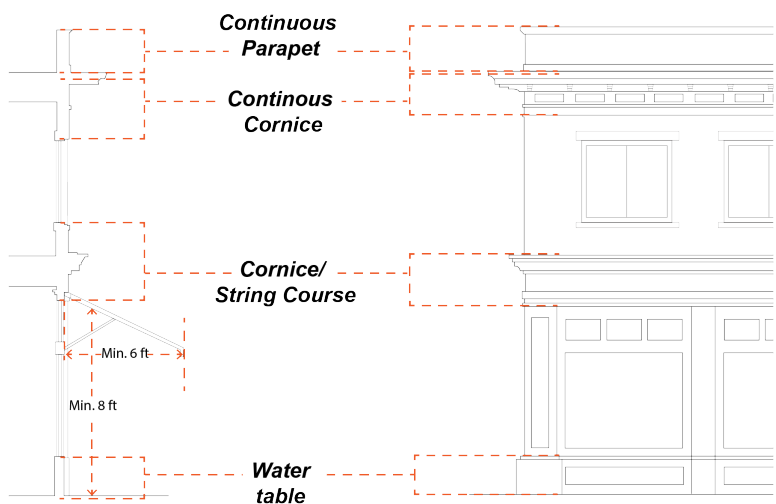 Continuous
Parapet
Continous
Cornice
Cornice/
String Course
Min. 6 ft
Min. 8 ft
Water
table